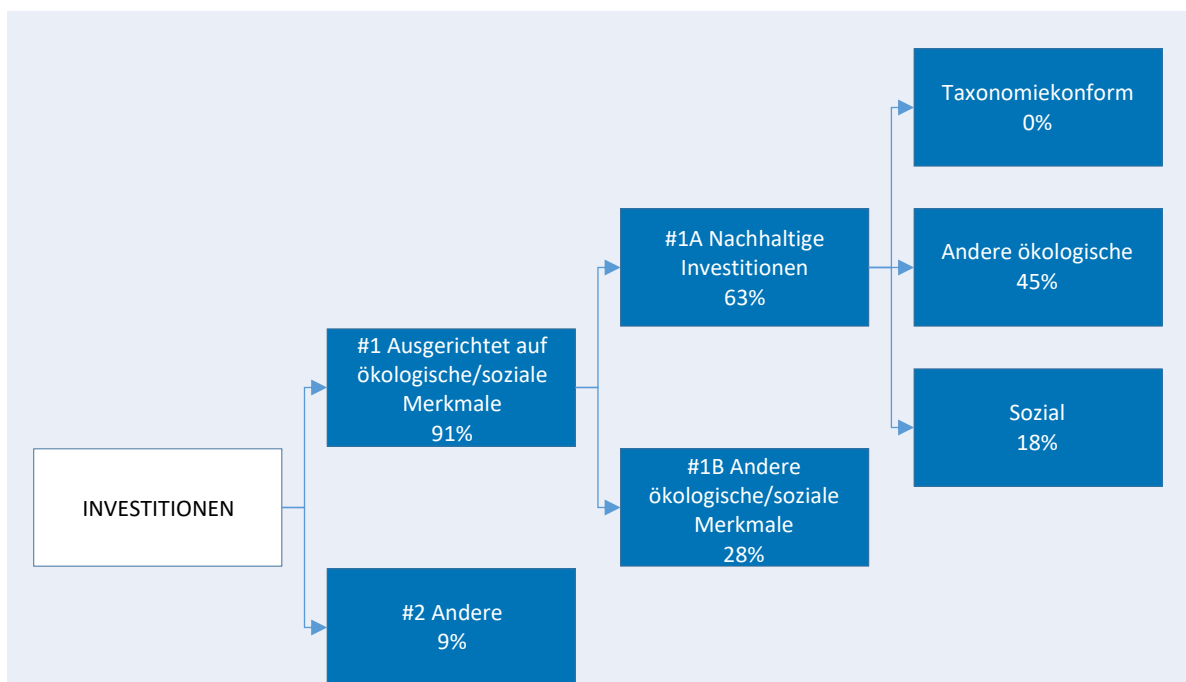 INVESTITIONEN
#1 Ausgerichtet auf
ökologische/soziale
Merkmale
91%
#2 Andere
9%
#1A Nachhaltige
Investitionen
63%
#1B Andere
ökologische/soziale
Merkmale
28%
Taxonomiekonform
0%
Andere ökologische
45%
Sozial
18%